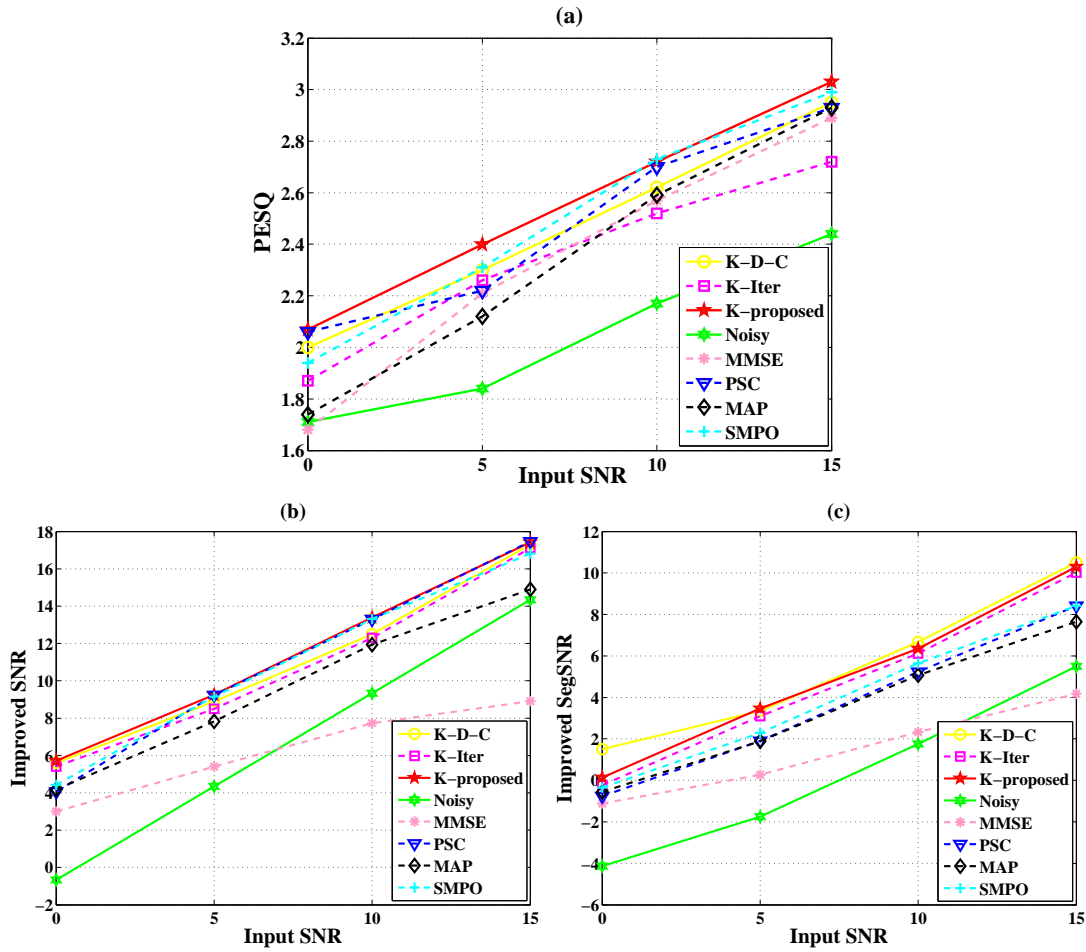 (a)
3.2
3
2.8
2.6
2.4
2.2
2
1.8
1.6
PESQ
0
5
10
15
Input SNR
K−D−C
K−Iter
K−proposed
Noisy
MMSE
PSC
MAP
SMPO
(b)
18
16
14
12
10
8
6
4
2
0
−2
Improved SNR
0
5
10
15
Input SNR
K−D−C
K−Iter
K−proposed
Noisy
MMSE
PSC
MAP
SMPO
(c)
12
10
8
6
4
2
0
−2
−4
−6
Improved SegSNR
0
5
10
15
Input SNR
K−D−C
K−Iter
K−proposed
Noisy
MMSE
PSC
MAP
SMPO